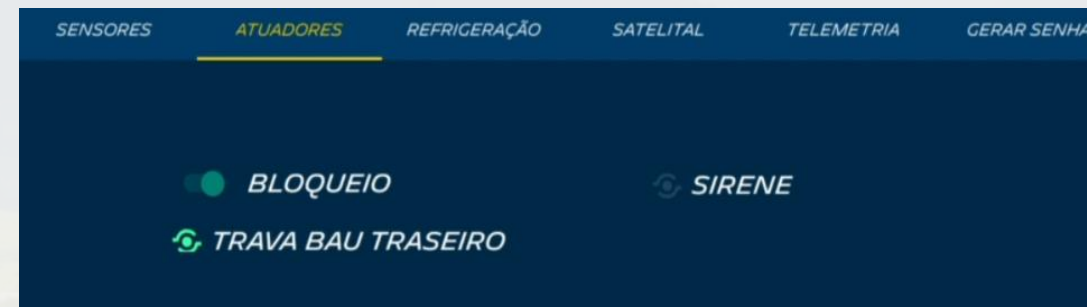 SENSORES ATUADORES REFRIGERAÇÃO SATELITAL TELEMETRIA GERAR SENHA
BLOQUEIO SIRENE
TRAVA BAU TRASEIRO